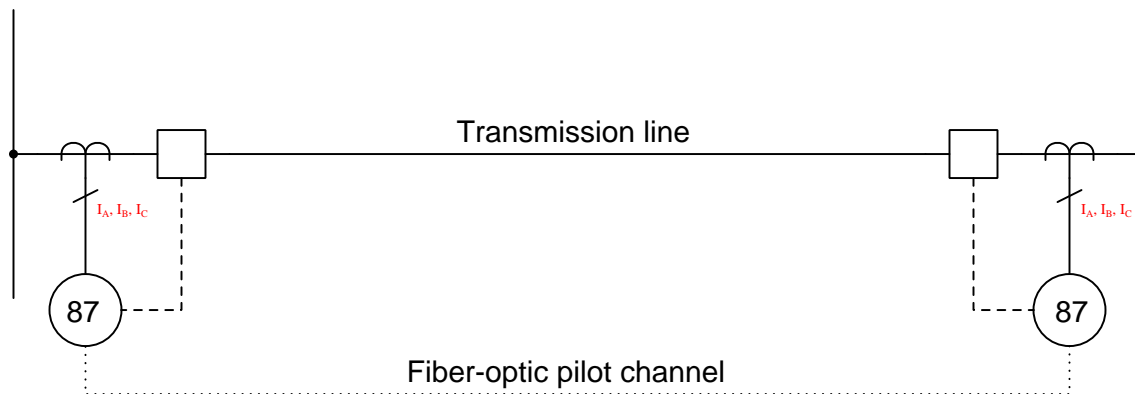 Transmission line
I_A, I_B, I_C
I_A, I_B, I_C
87
87
Fiber-optic pilot channel